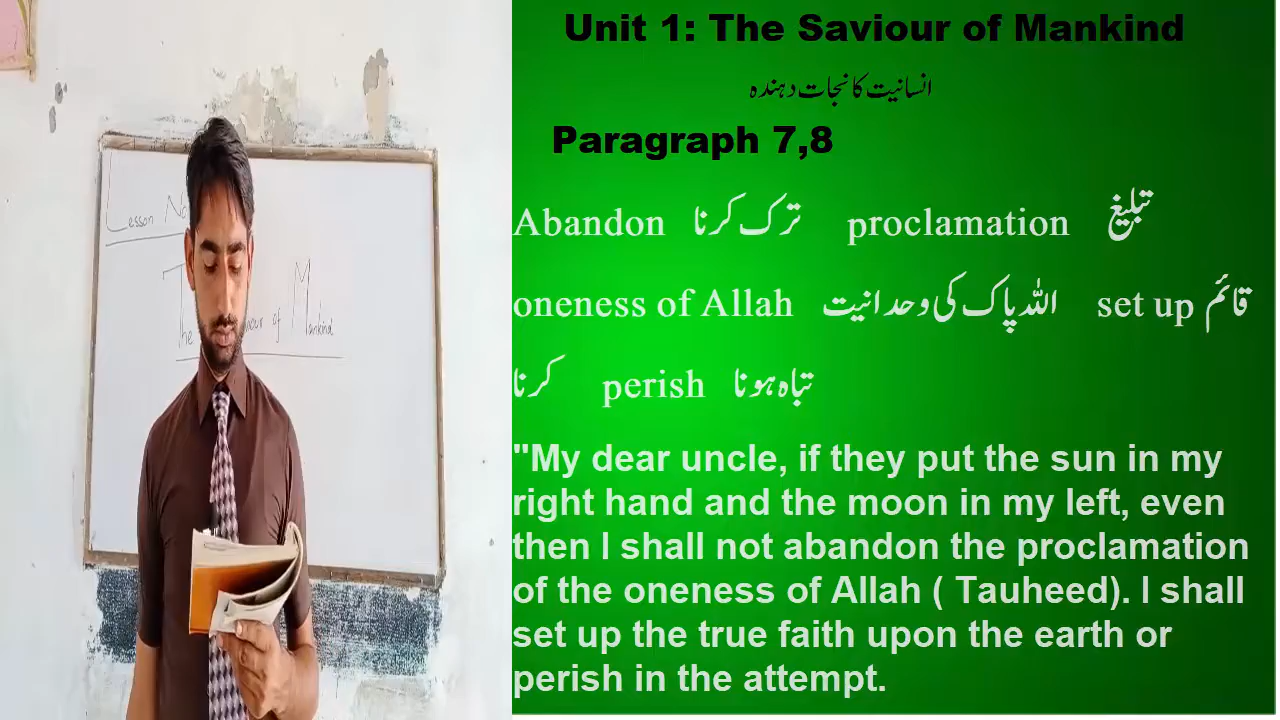 Lesson No
The Saviour of Mankind
Unit 1: The Saviour of Mankind
انسانیت کا نجات دہندہ
Paragraph 7,8
Abandon ترک کرنا proclamation تبلیغ
oneness of Allah اللہ پاک کی وحدانیت set up قائم
کرنا perish تباہ ہونا
"My dear uncle, if they put the sun in my
right hand and the moon in my left, even
then I shall not abandon the proclamation
of the oneness of Allah ( Tauheed). I shall
set up the true faith upon the earth or
perish in the attempt.